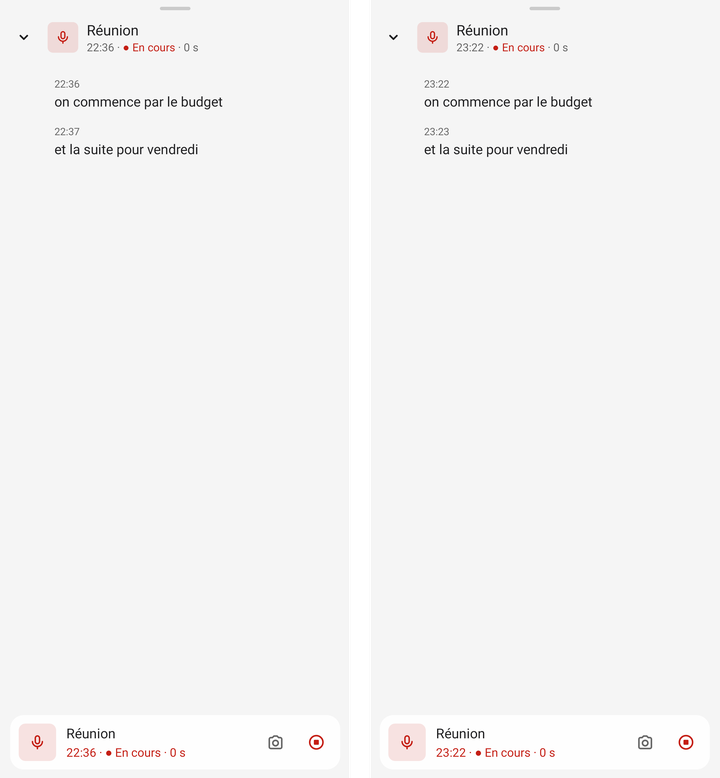 Réunion
22:36 · ● En cours · 0 s
22:36
on commence par le budget
22:37
et la suite pour vendredi
Réunion
22:36 · ● En cours · 0 s
Réunion
23:22 · ● En cours · 0 s
23:22
on commence par le budget
23:23
et la suite pour vendredi
Réunion
23:22 · ● En cours · 0 s